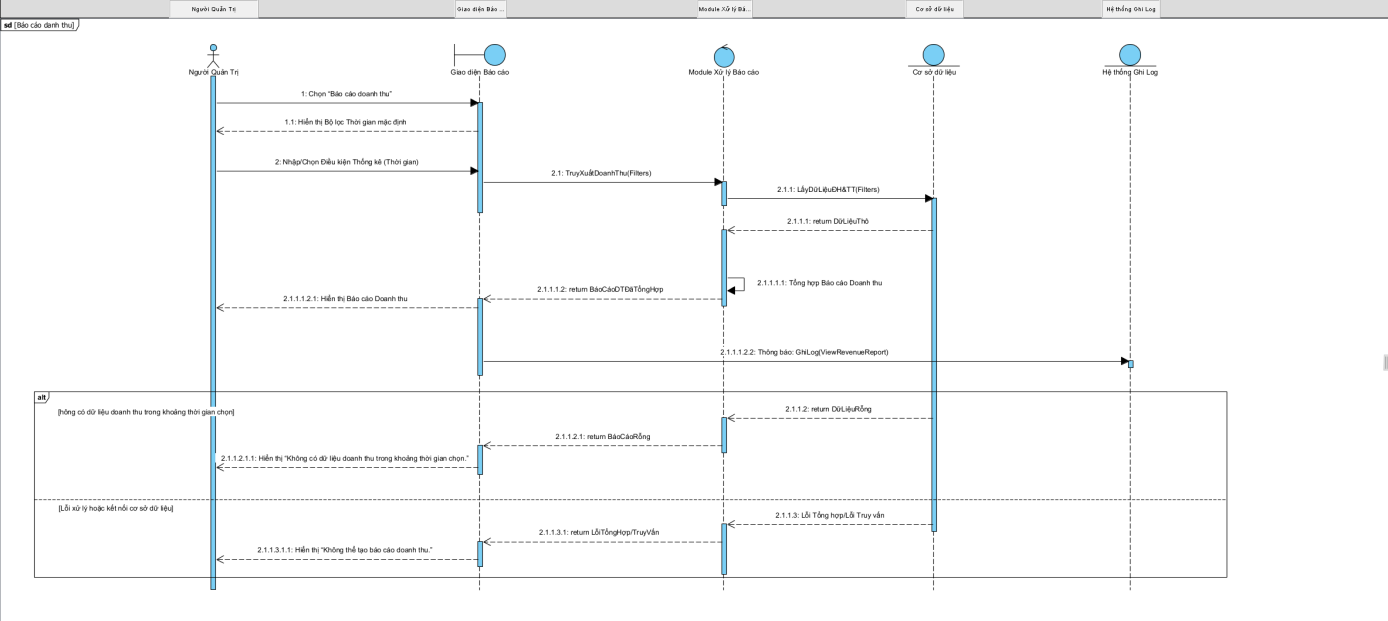 Người Quản Trị
Giao diện Báo ...
Module Xử lý Bá...
Cơ sở dữ liệu
Hệ thống Ghi Log
sd [Báo cáo danh thu]
Người Quản Trị
Giao diện Báo cáo
Module Xử lý Báo cáo
Cơ sở dữ liệu
Hệ thống Ghi Log
1: Chọn "Báo cáo doanh thu"
1.1: Hiển thị Bộ lọc Thời gian mặc định
2: Nhập/Chọn Điều kiện Thống kê (Thời gian)
2.1: TruyXuấtDoanhThu(Filters)
2.1.1: LấyDữLiệuĐH&TT(Filters)
2.1.1.1: return DữLiệuThô
2.1.1.1.1: Tổng hợp Báo cáo Doanh thu
2.1.1.1.2: return BáoCáoDTĐãTổngHợp
2.1.1.1.2.1: Hiển thị Báo cáo Doanh thu
2.1.1.1.2.2: Thông báo: GhiLog(ViewRevenueReport)
alt
[hông có dữ liệu doanh thu trong khoảng thời gian chọn]
2.1.1.2: return DữLiệuRỗng
2.1.1.2.1: return BáoCáoRỗng
2.1.1.2.1.1: Hiển thị "Không có dữ liệu doanh thu trong khoảng thời gian chọn."
[Lỗi xử lý hoặc kết nối cơ sở dữ liệu]
2.1.1.3: Lỗi Tổng hợp/Lỗi Truy vấn
2.1.1.3.1: return LỗiTổngHợp/TruyVấn
2.1.1.3.1.1: Hiển thị "Không thể tạo báo cáo doanh thu."